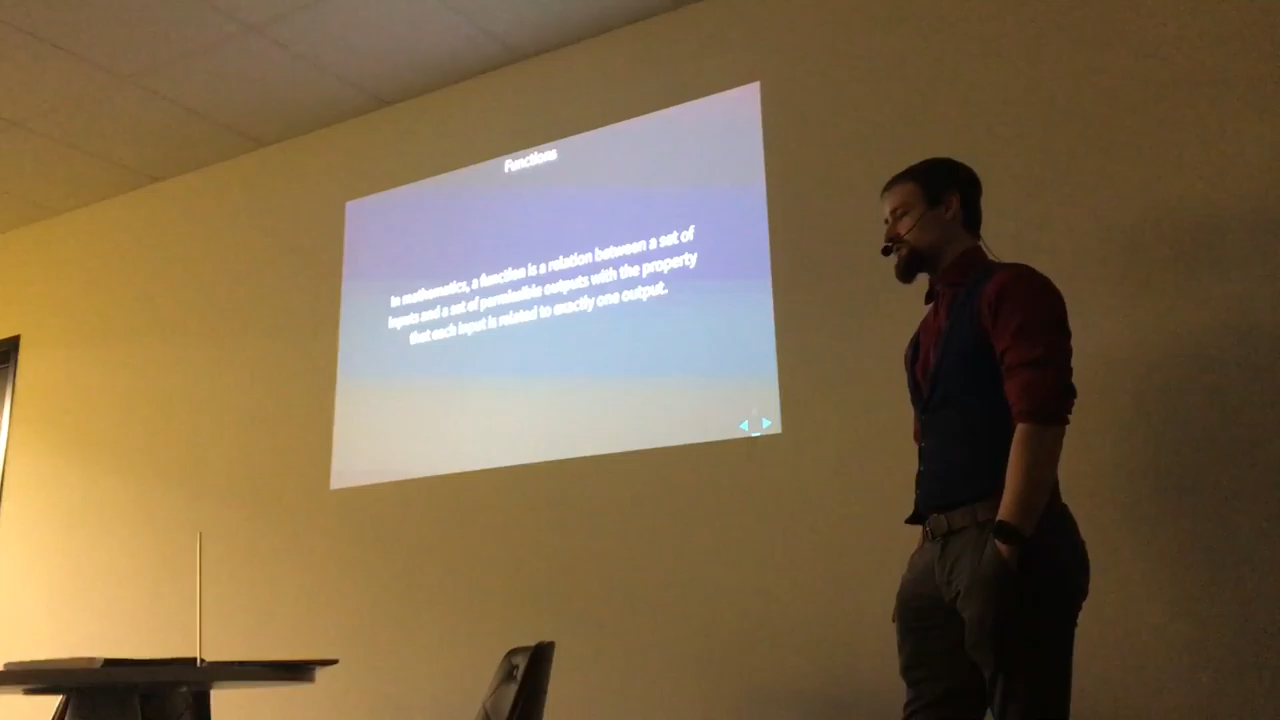 Functions
In mathematics, a function is a relation between a set of
inputs and a set of permissible outputs with the property
that each input is related to exactly one output.